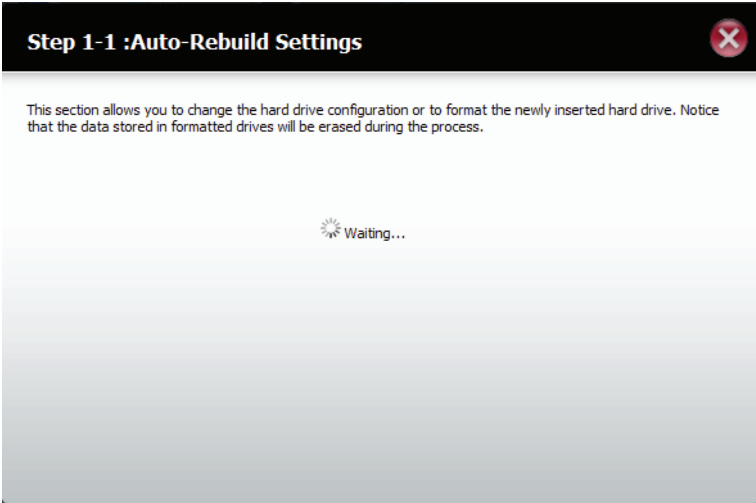 Step 1-1 :Auto-Rebuild Settings
This section allows you to change the hard drive configuration or to format the newly inserted hard drive. Notice
that the data stored in formatted drives will be erased during the process.
Waiting...